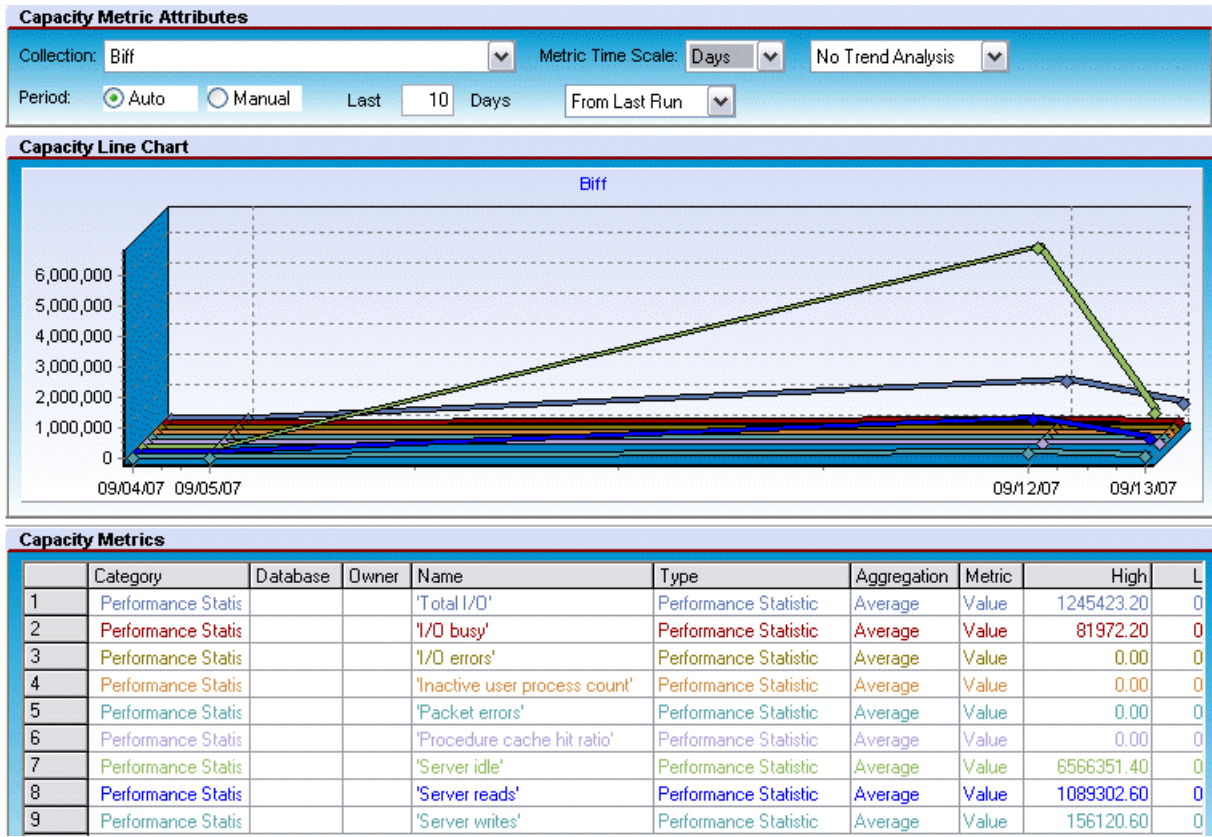 Capacity Metric Attributes
Collection: Biff Metric Time Scale: Days No Trend Analysis
Period: Auto Manual Last 10 Days From Last Run
Capacity Line Chart
Biff
6,000,000
5,000,000
4,000,000
3,000,000
2,000,000
1,000,000
0
09/04/07 09/05/07 09/12/07 09/13/07
Capacity Metrics
Category Database Owner Name Type Aggregation Metric High L
1 Performance Statis 'Total I/O' Performance Statistic Average Value 1245423.20 0
2 Performance Statis 'I/O busy' Performance Statistic Average Value 81972.20 0
3 Performance Statis 'I/O errors' Performance Statistic Average Value 0.00 0
4 Performance Statis 'Inactive user process count' Performance Statistic Average Value 0.00 0
5 Performance Statis 'Packet errors' Performance Statistic Average Value 0.00 0
6 Performance Statis 'Procedure cache hit ratio' Performance Statistic Average Value 0.00 0
7 Performance Statis 'Server idle' Performance Statistic Average Value 6566351.40 0
8 Performance Statis 'Server reads' Performance Statistic Average Value 1089302.60 0
9 Performance Statis 'Server writes' Performance Statistic Average Value 156120.60 0